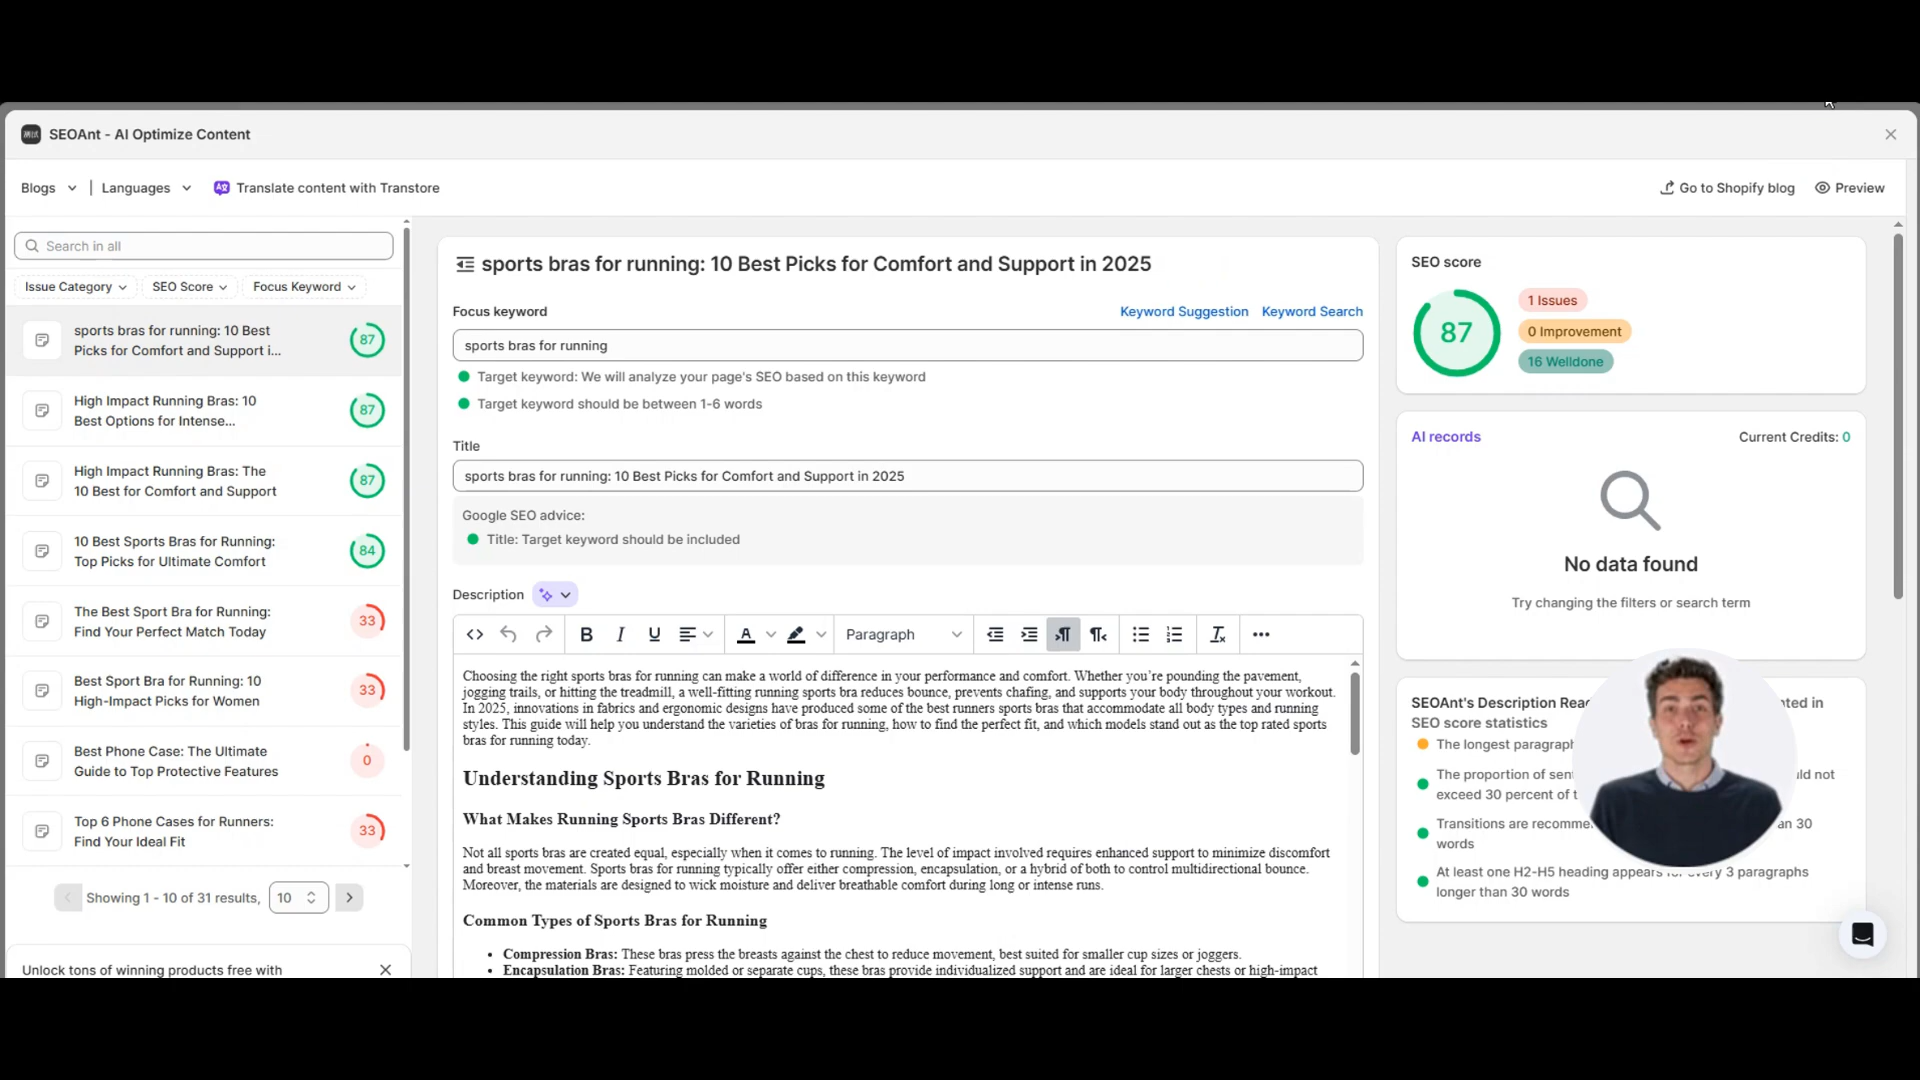 SEOAnt - AI Optimize Content
Blogs
Languages
Translate content with Transtore
Go to Shopify blog
Preview
Search in all
Issue Category
SEO Score
Focus Keyword
sports bras for running: 10 Best
Picks for Comfort and Support i...
87
High Impact Running Bras: 10
Best Options for Intense...
87
High Impact Running Bras: The
10 Best for Comfort and Support
87
10 Best Sports Bras for Running:
Top Picks for Ultimate Comfort
84
The Best Sport Bra for Running:
Find Your Perfect Match Today
33
Best Sport Bra for Running: 10
High-Impact Picks for Women
33
Best Phone Case: The Ultimate
Guide to Top Protective Features
0
Top 6 Phone Cases for Runners:
Find Your Ideal Fit
33
Showing 1 - 10 of 31 results,
10
Unlock tons of winning products free with
sports bras for running: 10 Best Picks for Comfort and Support in 2025
Focus keyword
Keyword Suggestion
Keyword Search
sports bras for running
Target keyword: We will analyze your page's SEO based on this keyword
Target keyword should be between 1-6 words
Title
sports bras for running: 10 Best Picks for Comfort and Support in 2025
Google SEO advice:
Title: Target keyword should be included
Description
B I U A Paragraph
Choosing the right sports bras for running can make a world of difference in your performance and comfort. Whether you're pounding the pavement,
jogging trails, or hitting the treadmill, a well-fitting running sports bra reduces bounce, prevents chafing, and supports your body throughout your workout.
In 2025, innovations in fabrics and ergonomic designs have produced some of the best runners sports bras that accommodate all body types and running
styles. This guide will help you understand the varieties of bras for running, how to find the perfect fit, and which models stand out as the top rated sports
bras for running today.
Understanding Sports Bras for Running
What Makes Running Sports Bras Different?
Not all sports bras are created equal, especially when it comes to running. The level of impact involved requires enhanced support to minimize discomfort
and breast movement. Sports bras for running typically offer either compression, encapsulation, or a hybrid of both to control multidirectional bounce.
Moreover, the materials are designed to wick moisture and deliver breathable comfort during long or intense runs.
Common Types of Sports Bras for Running
Compression Bras: These bras press the breasts against the chest to reduce movement, best suited for smaller cup sizes or joggers.
Encapsulation Bras: Featuring molded or separate cups, these bras provide individualized support and are ideal for larger chests or high-impact
SEO score
87
1 Issues
0 Improvement
16 Welldone
AI records
Current Credits: 0
No data found
Try changing the filters or search term
SEOAnt's Description
SEO score statistics
The longest paragraph
The proportion of not
exceed 30 percent of
Transitions are 30
words
At least one H2-H5 heading appears for every 3 paragraphs
longer than 30 words